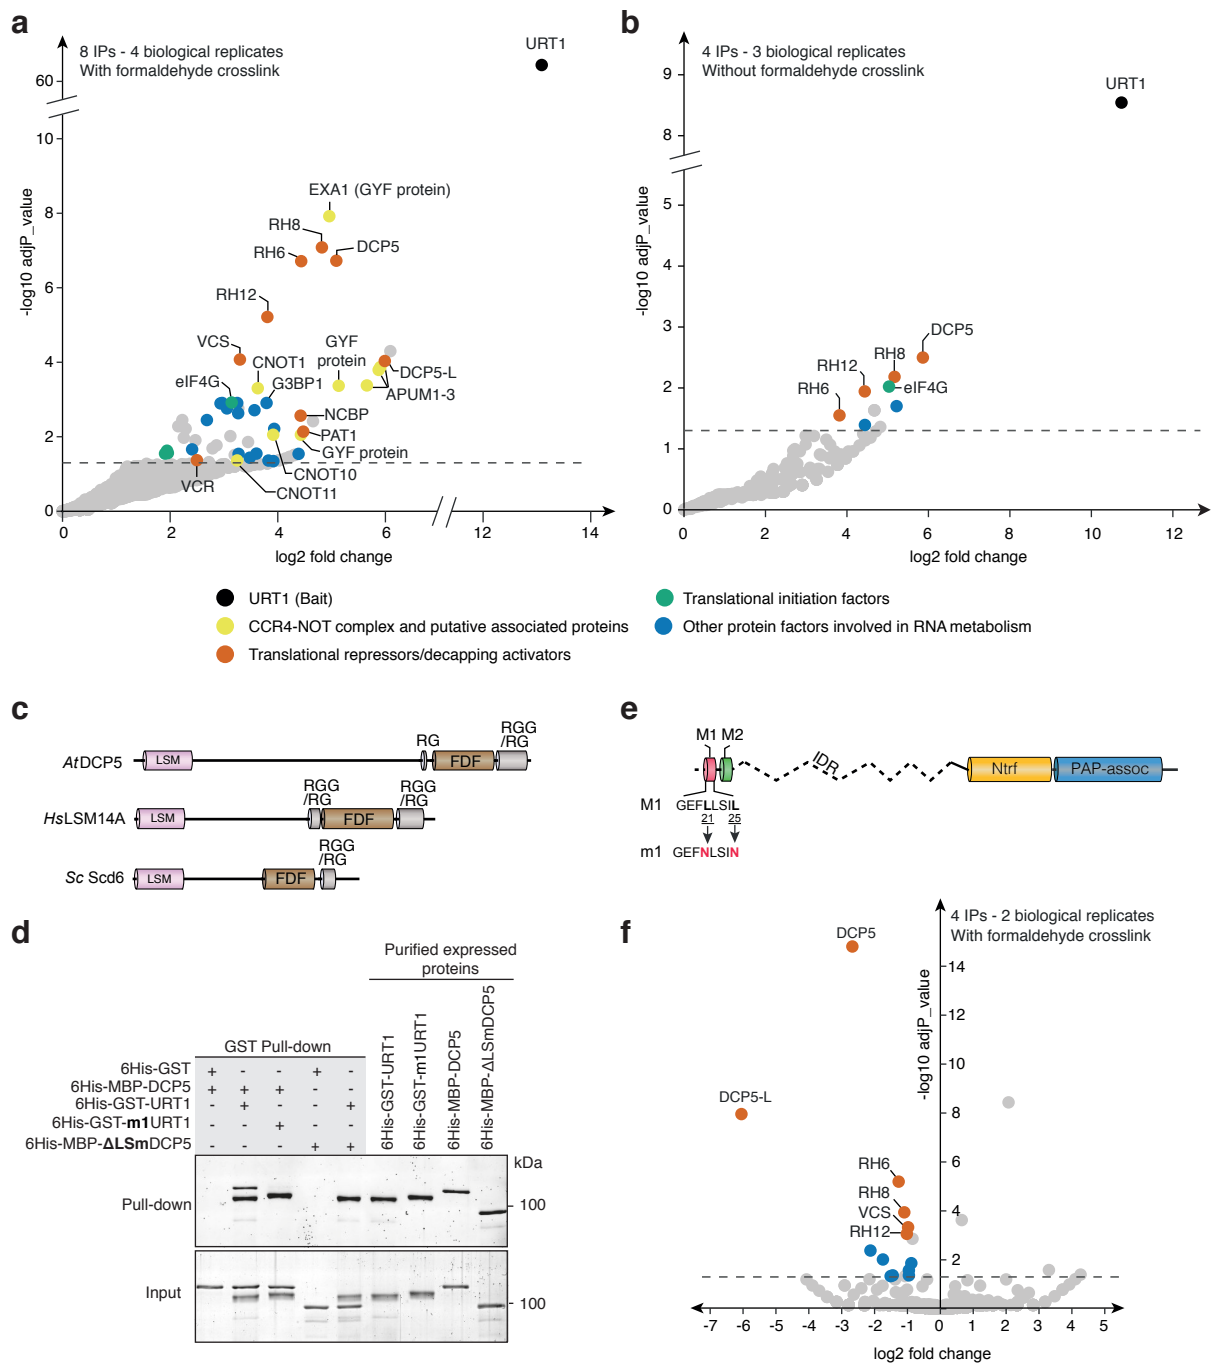 a
8 IPs - 4 biological replicates
With formaldehyde crosslink
URT1
60
10
8
6
4
2
0
-log10 adjP_value
EXA1 (GYF protein)
RH8
RH6
DCP5
RH12
VCS
GYF
protein
CNOT1
DCP5-L
eIF4G
G3BP1
APUM1-3
NCBP
PAT1
GYF protein
CNOT10
VCR
CNOT11
0
2
4
6
12
14
log2 fold change
b
4 IPs - 3 biological replicates
Without formaldehyde crosslink
URT1
9
8
5
4
3
2
1
0
-log10 adjP_value
DCP5
RH8
RH12
RH6
eIF4G
0
2
4
6
8
10
12
log2 fold change
URT1 (Bait)
CCR4-NOT complex and putative associated proteins
Translational repressors/decapping activators
Translational initiation factors
Other protein factors involved in RNA metabolism
c
AtDCP5
LSM
RG
FDF
RGG
/RG
HsLSM14A
LSM
RGG
/RG
FDF
RGG
/RG
Sc Scd6
LSM
FDF
RGG
/RG
e
M1 M2
IDR
Ntrf
PAP-assoc
M1 GEFLLSIL
21 25
m1 GEFNLSIN
d
Purified expressed
proteins
GST Pull-down
6His-GST + - - + -
6His-MBP-DCP5 + + + - -
6His-GST-URT1 - + - - +
6His-GST-m1URT1 - - + - -
6His-MBP-ΔLSmDCP5 - - - + +
6His-GST-URT1
6His-GST-m1URT1
6His-MBP-DCP5
6His-MBP-ΔLSmDCP5
kDa
Pull-down
100
Input
100
f
4 IPs - 2 biological replicates
With formaldehyde crosslink
DCP5
DCP5-L
RH6
RH8
VCS
RH12
14
12
10
8
6
4
2
-log10 adjP_value
-7
-6
-5
-4
-3
-2
-1
0
1
2
3
4
5
log2 fold change